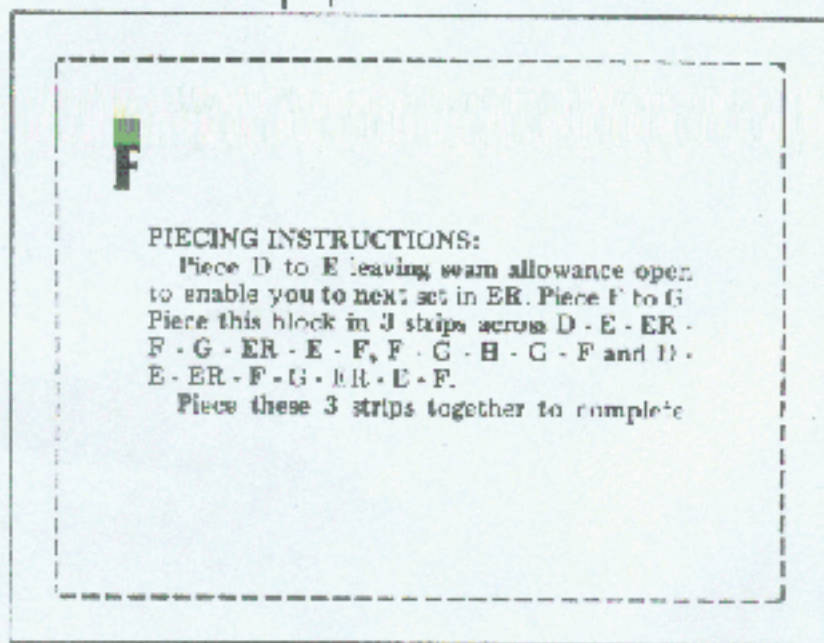 F
PIECING INSTRUCTIONS:
Piece D to E leaving seam allowance open
to enable you to next set in ER. Piece F to G
Piece this block in 3 strips across D - E - ER -
F - G - ER - E - F, F - G - H - G - F and D -
E - ER - F - G - ER - E - F.
Piece these 3 strips together to complete